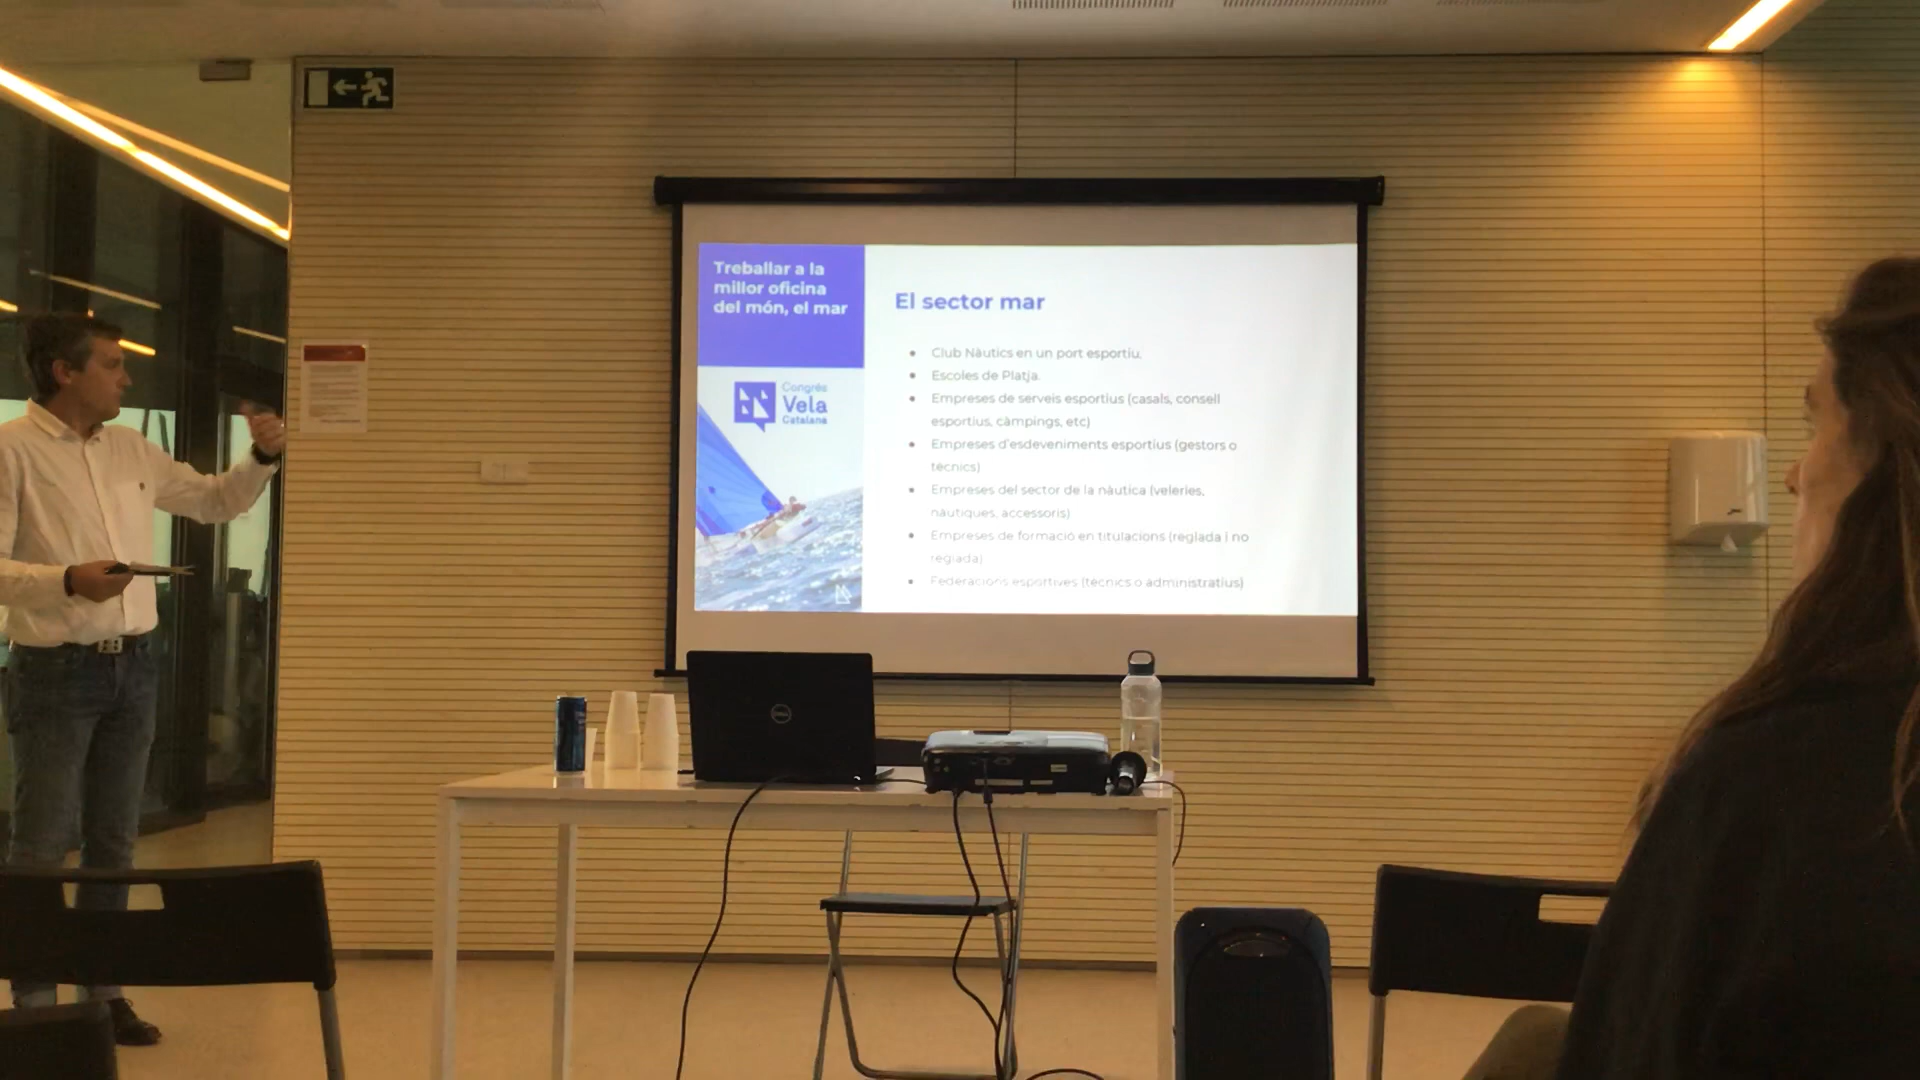 Treballar a la
millor oficina
del món, el mar
Congrés
Vela
Catalana
El sector mar
• Club Nàutics en un port esportiu.
• Escoles de Platja.
• Empreses de serveis esportius (casals, consell
esportius, càmpings, etc)
• Empreses d'esdeveniments esportius (gestors o
tècnics)
• Empreses del sector de la nàutica (veleries,
nàutiques, accessoris)
• Empreses de formació en titulacions (reglada i no
reglada)
• Federacions esportives (tècnics o administratius)
DELL